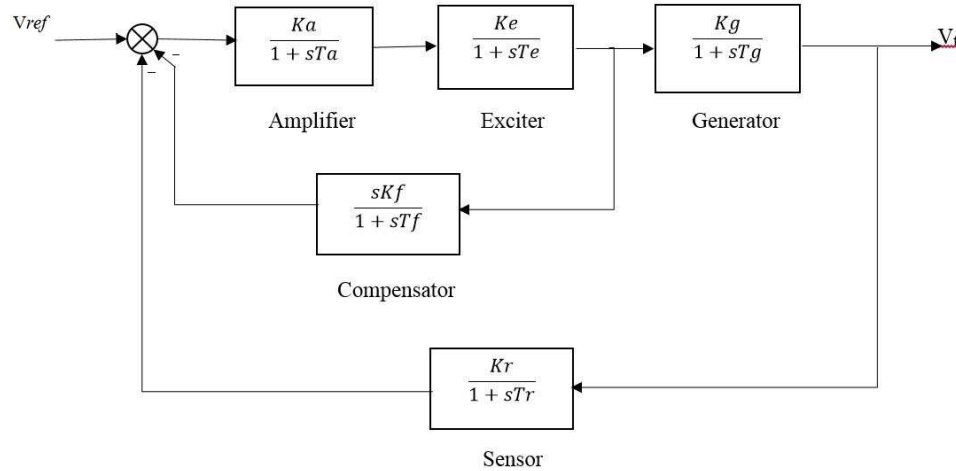 Vref
−
−
Ka
1 + sTa
Amplifier
Ke
1 + sTe
Exciter
Kg
1 + sTg
Generator
Vt
sKf
1 + sTf
Compensator
Kr
1 + sTr
Sensor